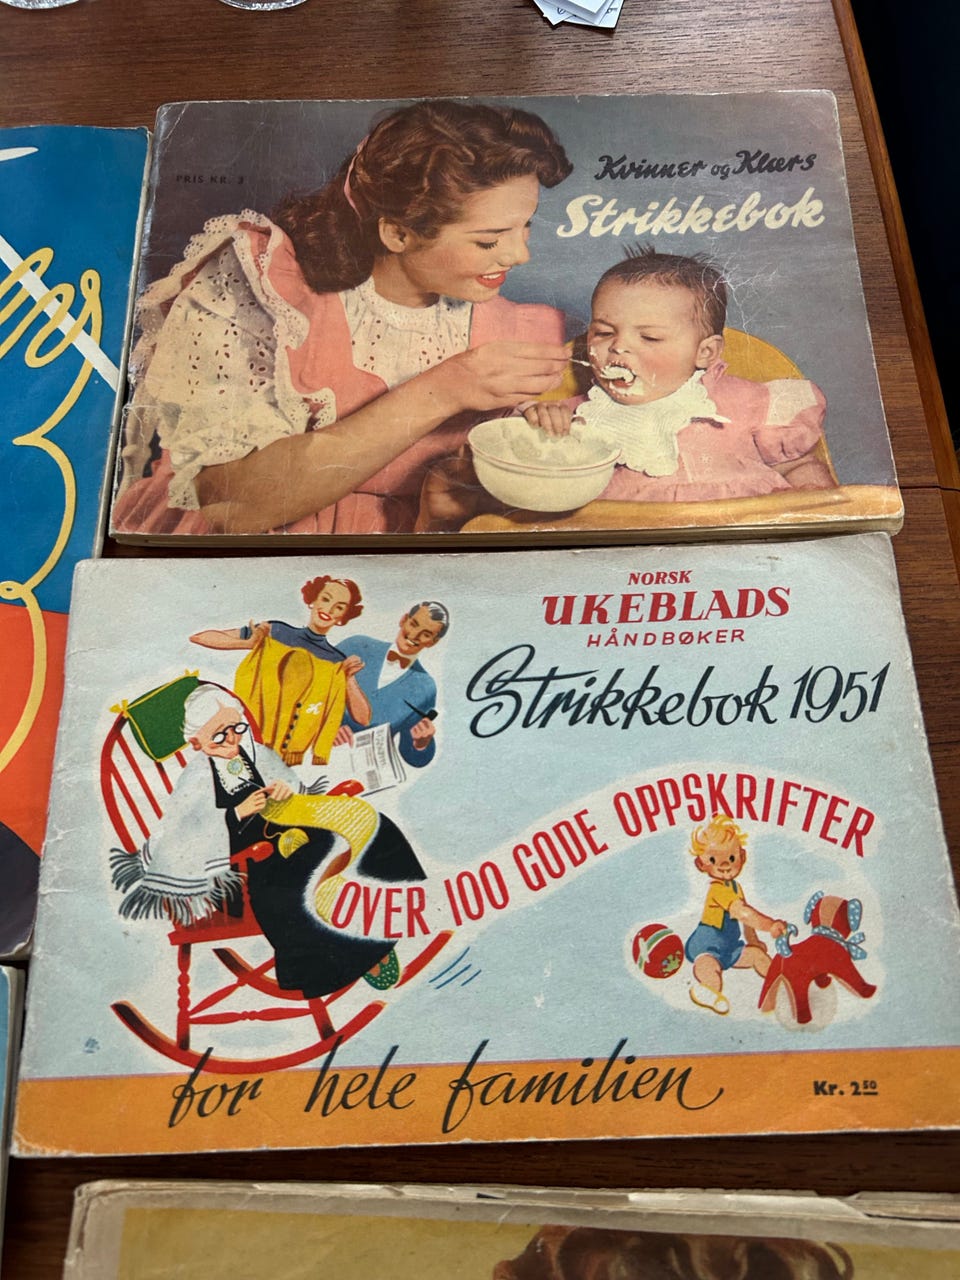 PRIS KR. 3
Kvinner og Klærs
Strikkebok
NORSK
UKEBLADS
HÅNDBØKER
Strikkebok 1951
OVER 100 GODE OPPSKRIFTER
for hele familien
Kr. 2 50